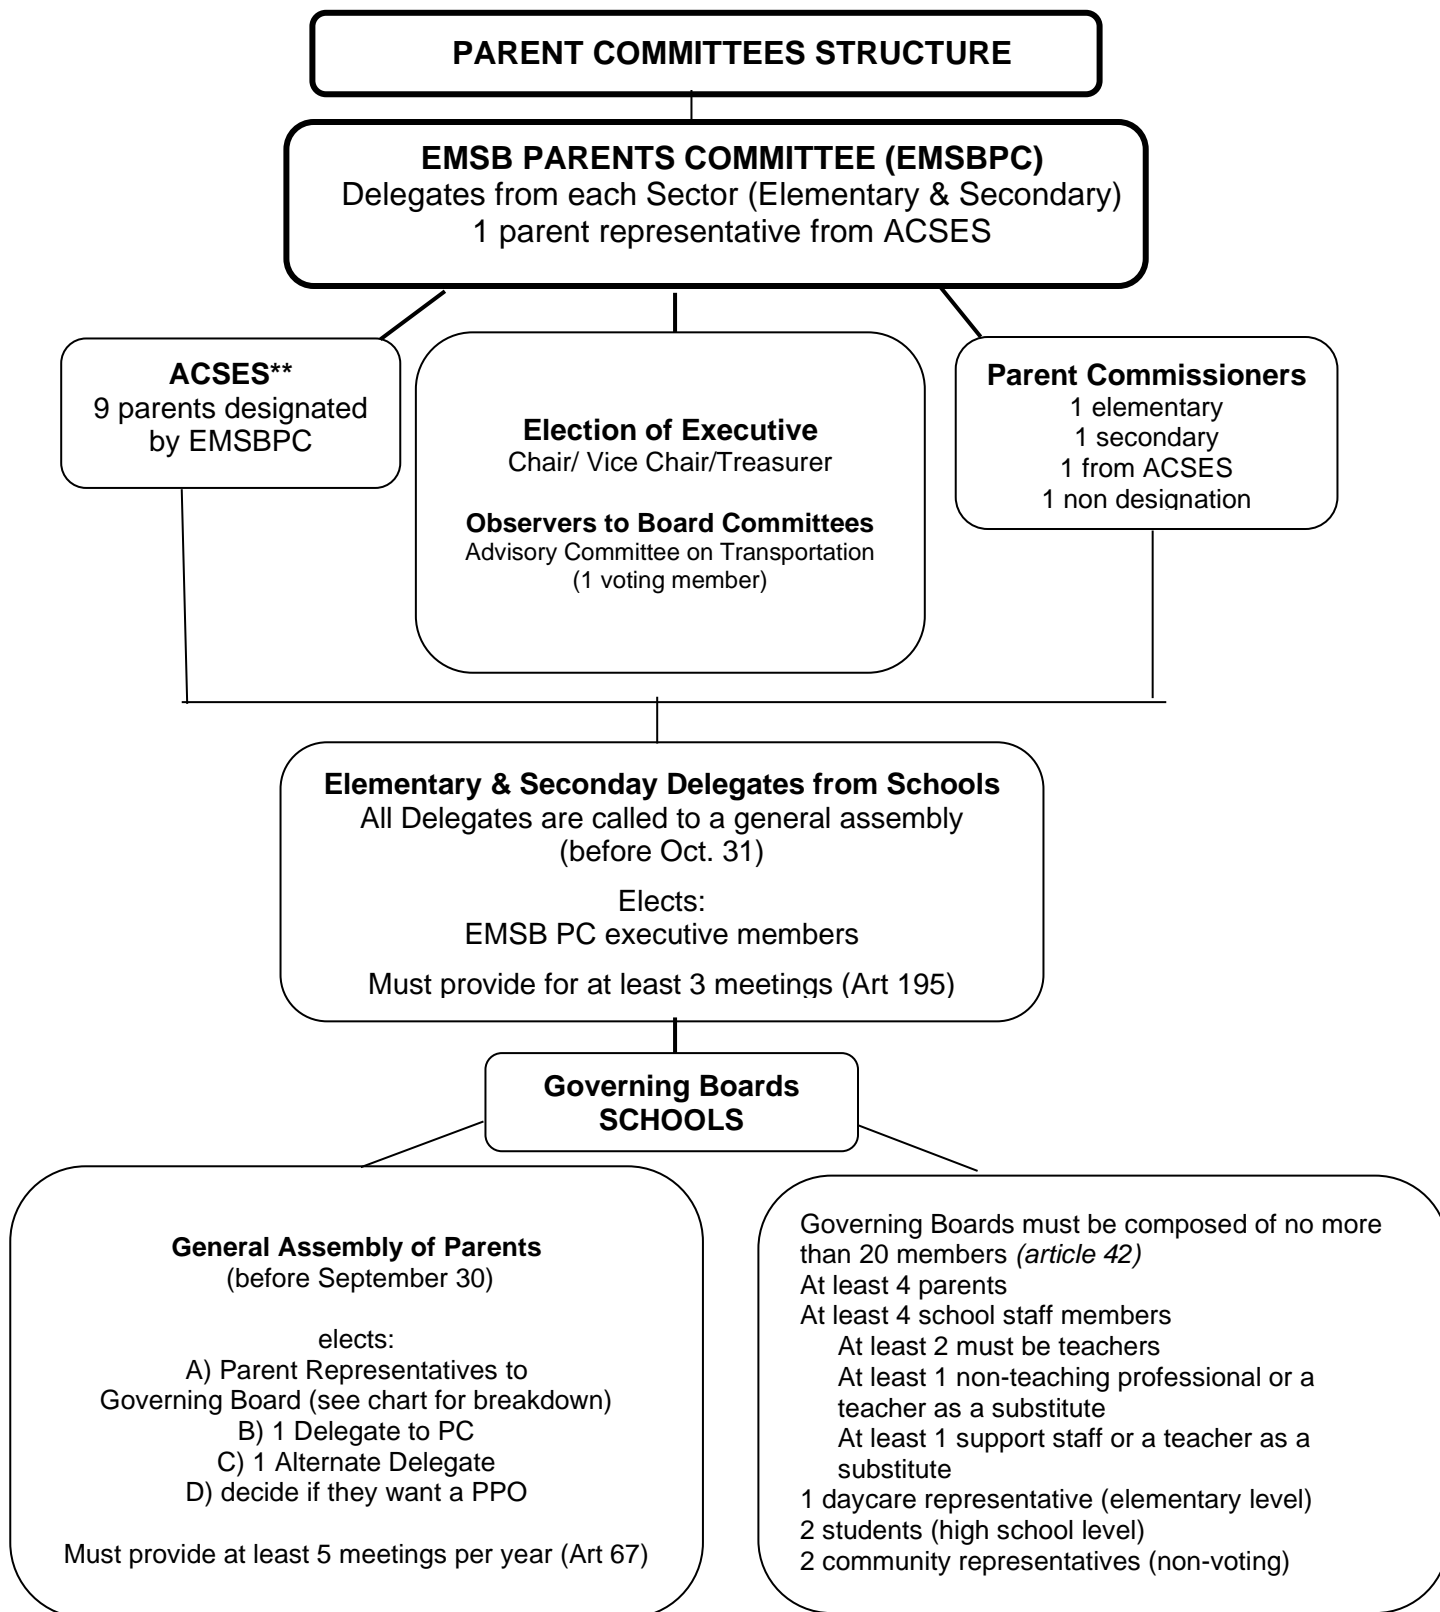 PARENT COMMITTEES STRUCTURE
EMSB PARENTS COMMITTEE (EMSBPC)
Delegates from each Sector (Elementary & Secondary)
1 parent representative from ACSES
ACSES**
9 parents designated
by EMSBPC
Election of Executive
Chair/ Vice Chair/Treasurer
Observers to Board Committees
Advisory Committee on Transportation
(1 voting member)
Parent Commissioners
1 elementary
1 secondary
1 from ACSES
1 non designation
Elementary & Seconday Delegates from Schools
All Delegates are called to a general assembly
(before Oct. 31)
Elects:
EMSB PC executive members
Must provide for at least 3 meetings (Art 195)
Governing Boards
SCHOOLS
General Assembly of Parents
(before September 30)
elects:
A) Parent Representatives to
Governing Board (see chart for breakdown)
B) 1 Delegate to PC
C) 1 Alternate Delegate
D) decide if they want a PPO
Must provide at least 5 meetings per year (Art 67)
Governing Boards must be composed of no more
than 20 members (article 42)
At least 4 parents
At least 4 school staff members
At least 2 must be teachers
At least 1 non-teaching professional or a
teacher as a substitute
At least 1 support staff or a teacher as a
substitute
1 daycare representative (elementary level)
2 students (high school level)
2 community representatives (non-voting)